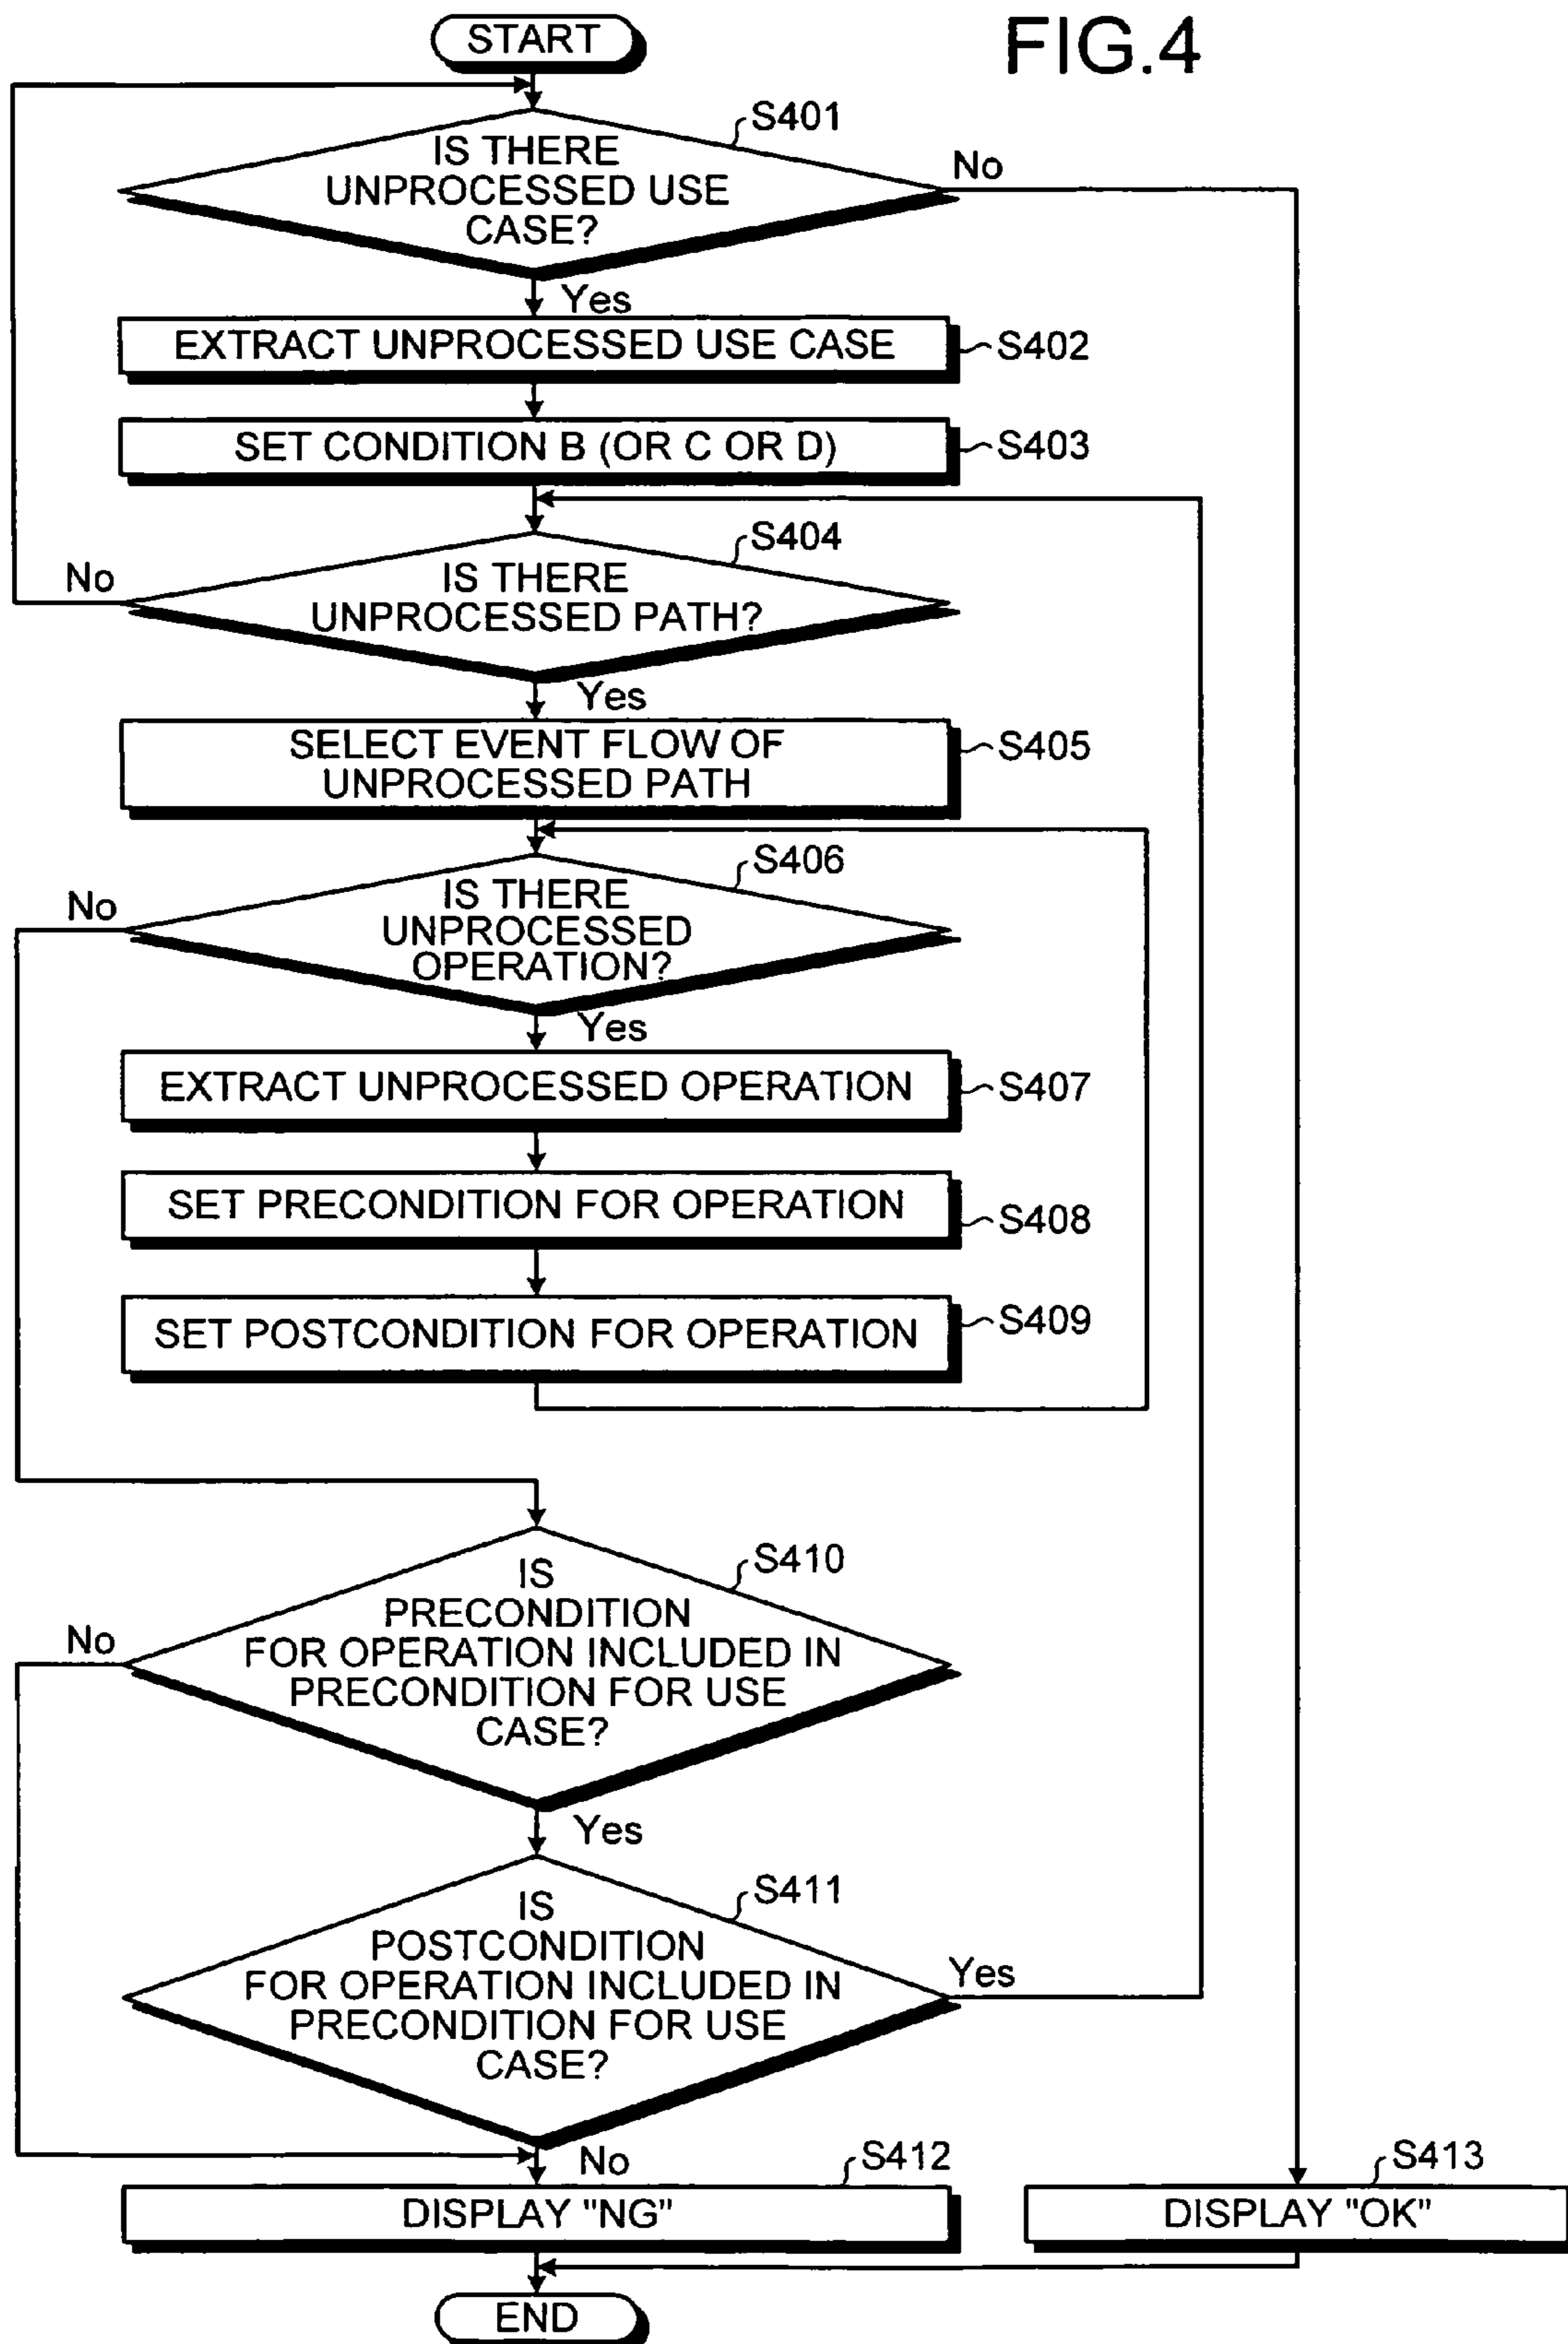 FIG.4
START
S401
IS THERE
UNPROCESSED USE
CASE?
No
Yes
EXTRACT UNPROCESSED USE CASE
S402
SET CONDITION B (OR C OR D)
S403
S404
No
IS THERE
UNPROCESSED PATH?
Yes
SELECT EVENT FLOW OF
UNPROCESSED PATH
S405
S406
No
IS THERE
UNPROCESSED
OPERATION?
Yes
EXTRACT UNPROCESSED OPERATION
S407
SET PRECONDITION FOR OPERATION
S408
SET POSTCONDITION FOR OPERATION
S409
S410
No
IS
PRECONDITION
FOR OPERATION INCLUDED IN
PRECONDITION FOR USE
CASE?
Yes
S411
IS
POSTCONDITION
FOR OPERATION INCLUDED IN
PRECONDITION FOR USE
CASE?
Yes
No
S412
DISPLAY "NG"
S413
DISPLAY "OK"
END